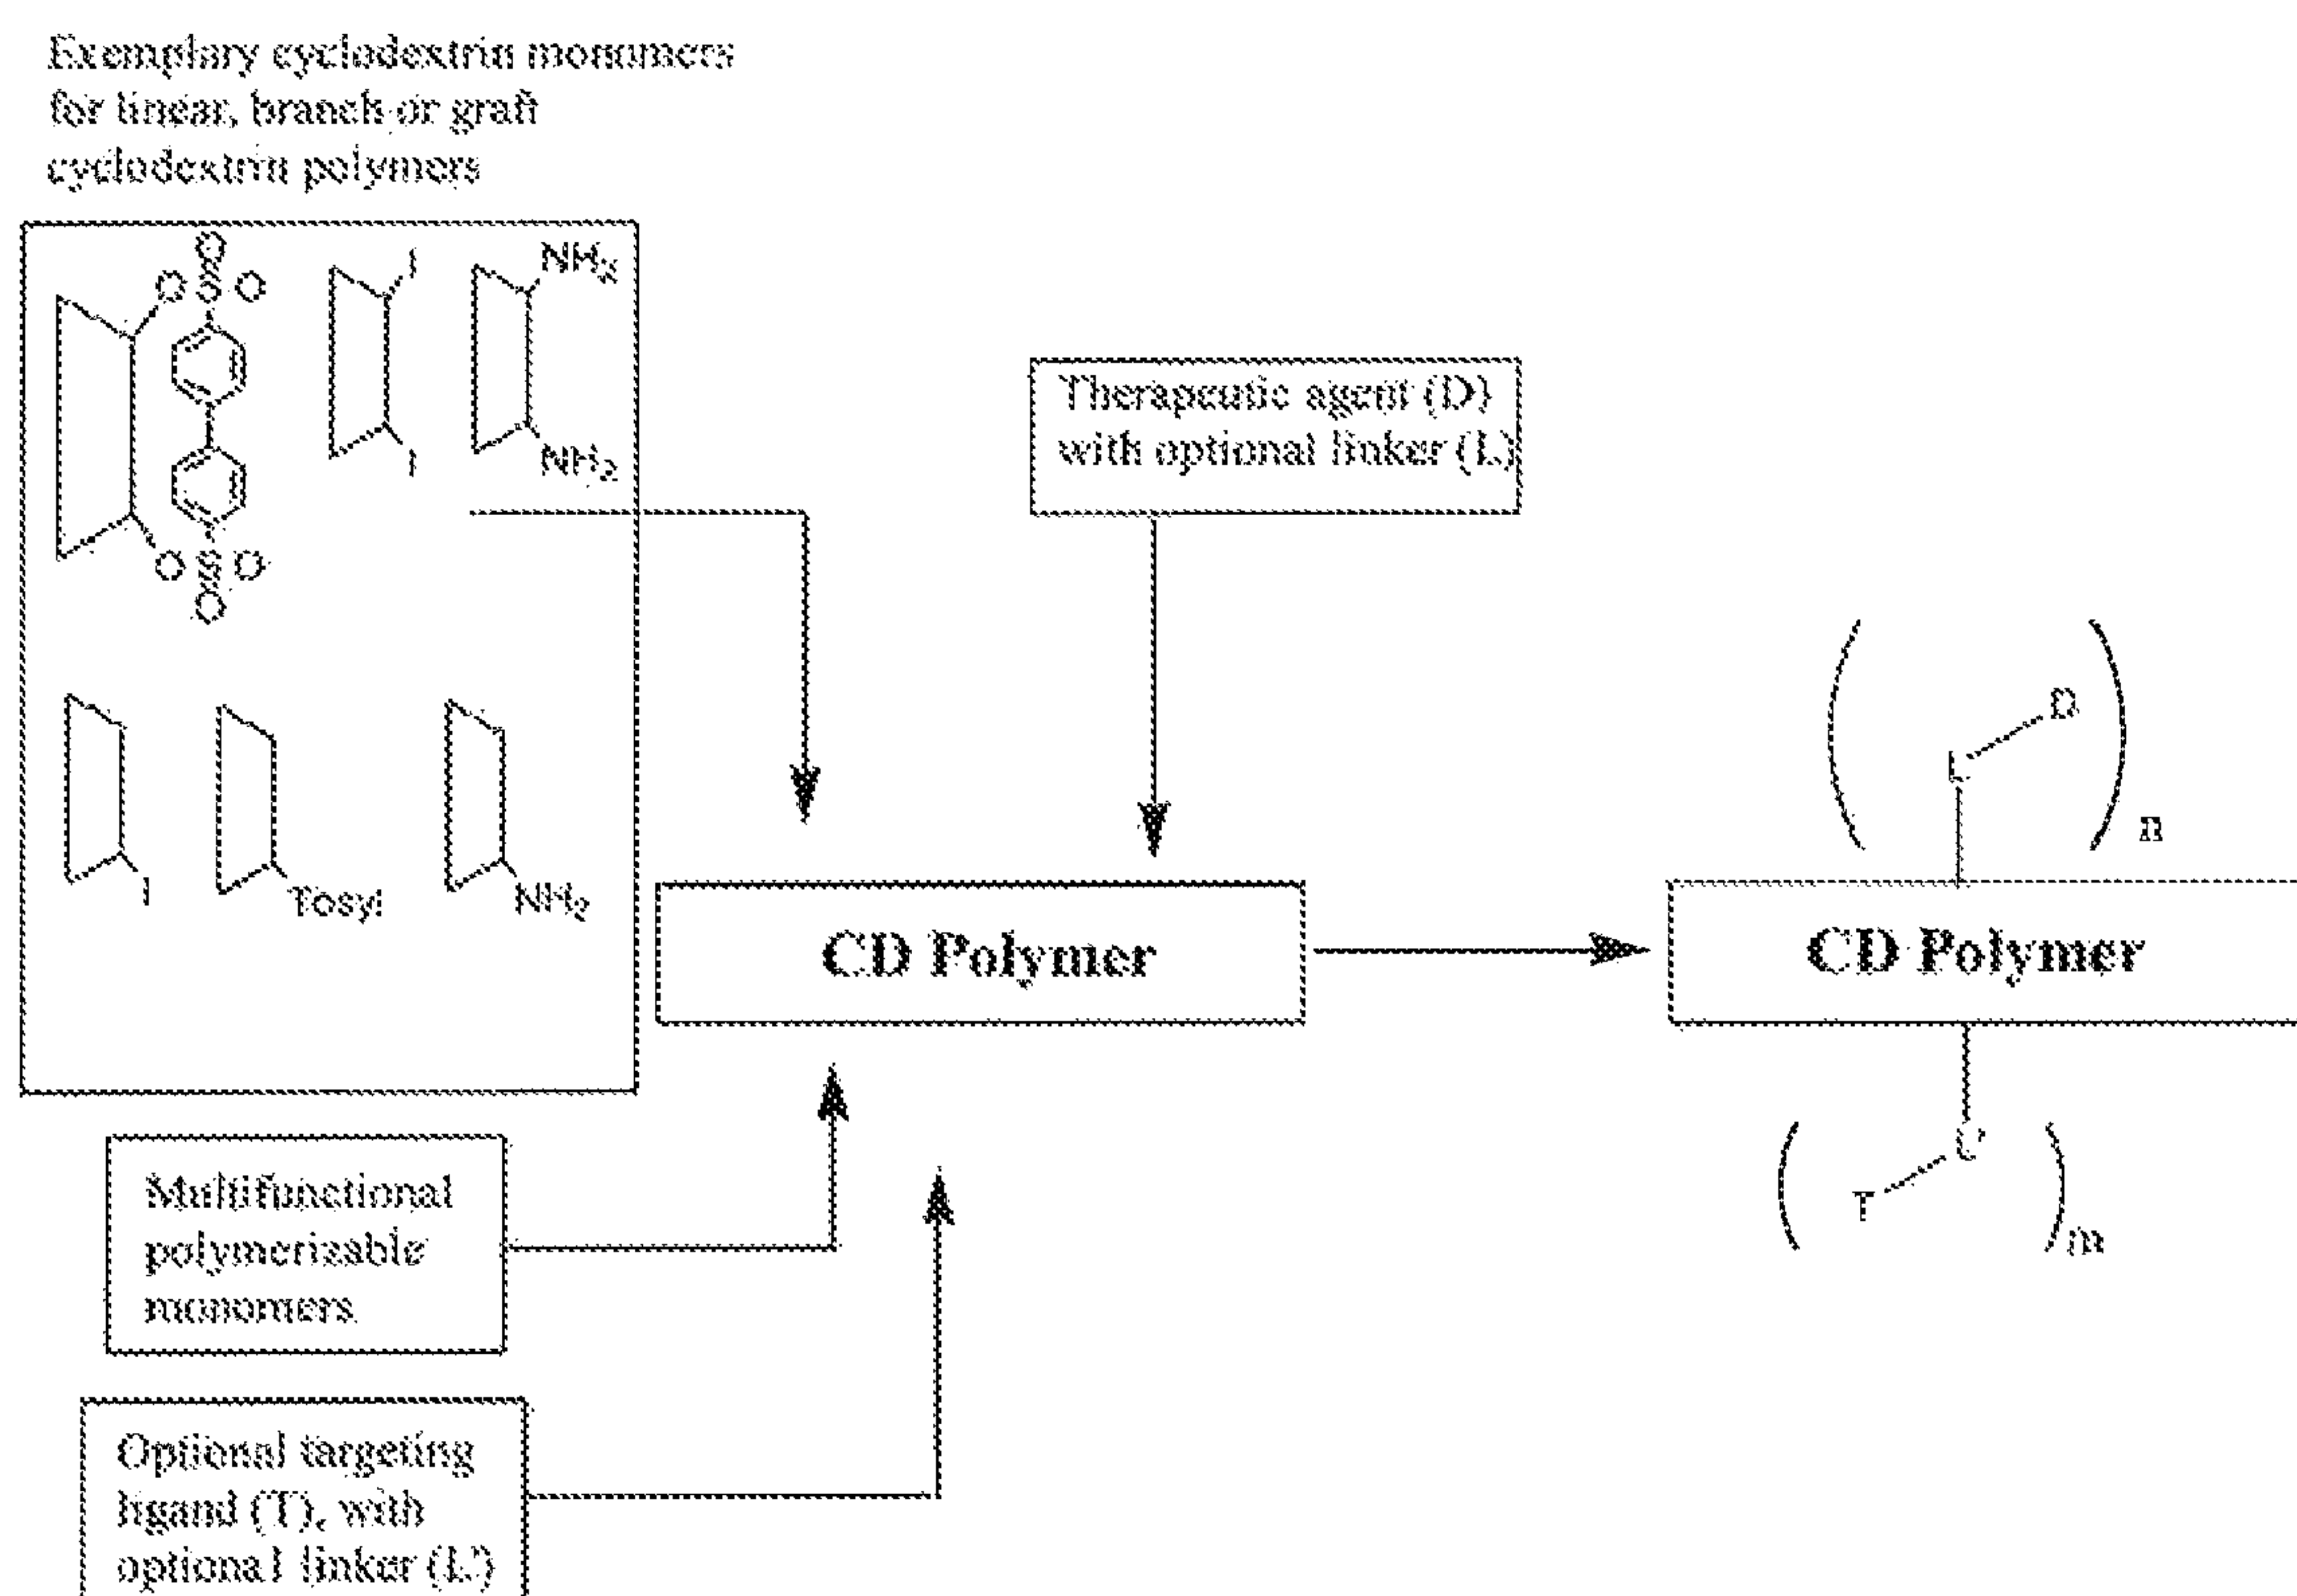 Exemplary cyclodextrin monomers
for linear, branch or graft
cyclodextrin polymers
O
O S O
I
NH2
I
NH2
O S O
O
I
Tosyl
NH2
Therapeutic agent (D)
with optional linker (L)
CD Polymer
Multifunctional
polymerizable
monomers
Optional targeting
ligand (T), with
optional linker (L')
D
L
n
CD Polymer
L'
T
m